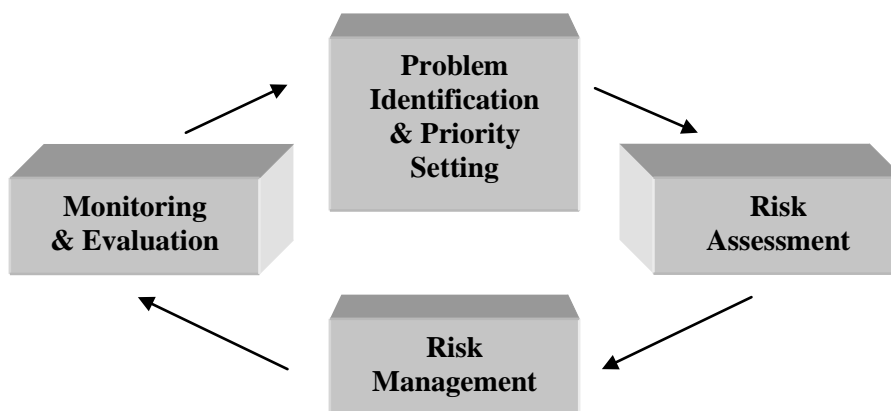 Problem
Identification
& Priority
Setting
Monitoring
& Evaluation
Risk
Assessment
Risk
Management